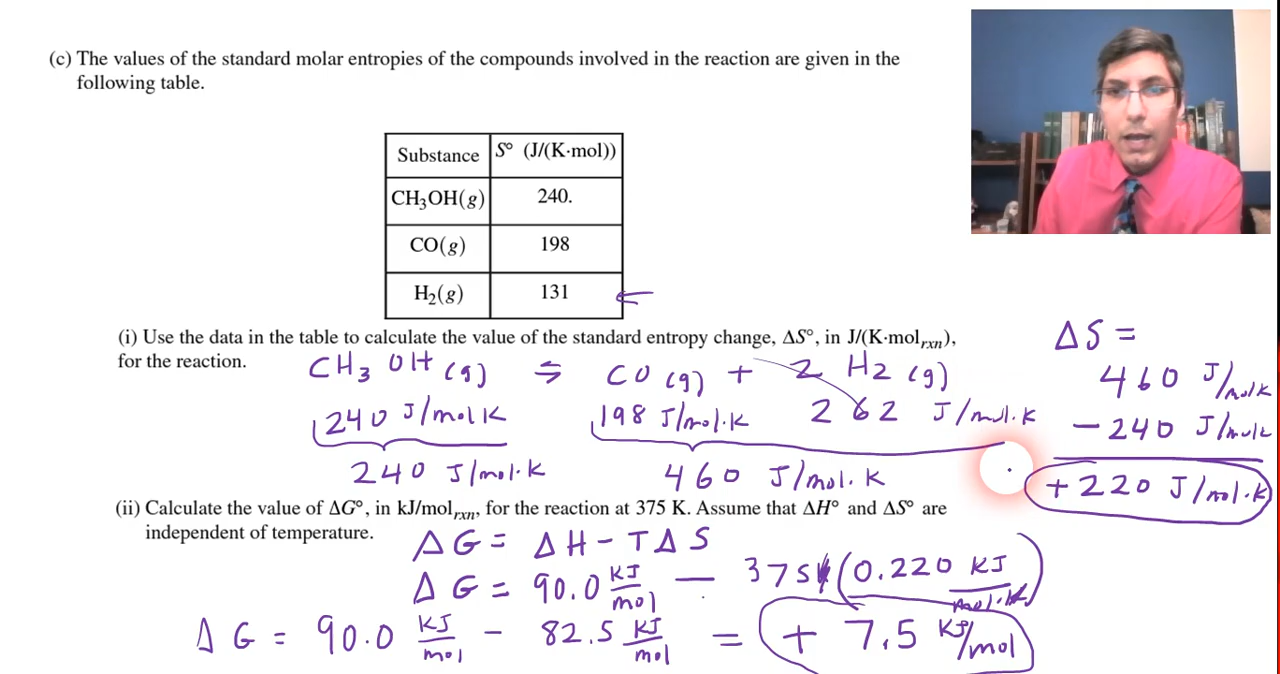 (c) The values of the standard molar entropies of the compounds involved in the reaction are given in the
following table.
Substance S° (J/(K·mol))
CH₃OH(g) 240.
CO(g) 198
H₂(g) 131 ←
(i) Use the data in the table to calculate the value of the standard entropy change, ΔS°, in J/(K·mol_rxn),
for the reaction.
CH₃OH(g) ⇌ CO(g) + 2 H₂(g)
240 J/mol K 198 J/mol·K 262 J/mol·K
240 J/mol·K 460 J/mol·K
ΔS =
460 J/mol K
- 240 J/mol K
+220 J/mol·K
(ii) Calculate the value of ΔG°, in kJ/mol_rxn, for the reaction at 375 K. Assume that ΔH° and ΔS° are
independent of temperature.
ΔG = ΔH - TΔS
ΔG = 90.0 KJ/mol - 375K (0.220 KJ/mol·K)
ΔG = 90.0 KJ/mol - 82.5 KJ/mol = + 7.5 KJ/mol